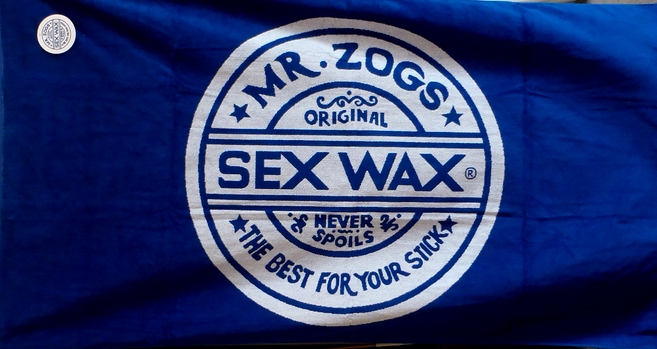 MR. ZOGS
ORIGINAL
SEX WAX®
NEVER
SPOILS
THE BEST FOR YOUR STICK